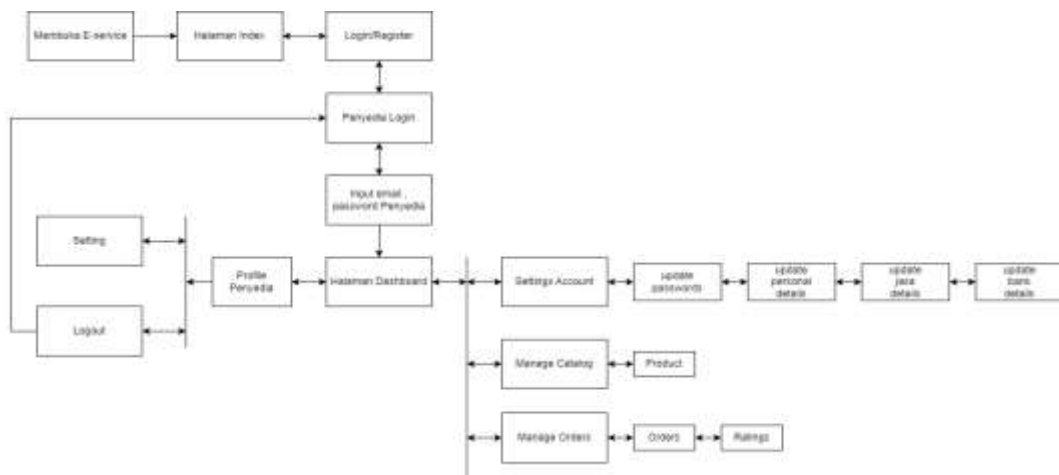 Membuka E-service
Halaman Index
Login/Register
Penyedia Login
Input email ,
password Penyedia
Setting
Profile
Penyedia
Halaman Dashboard
Settings Account
update
passwords
update
personal
details
update
jasa
details
update
bank
details
Logout
Manage Catalog
Product
Manage Orders
Orders
Ratings